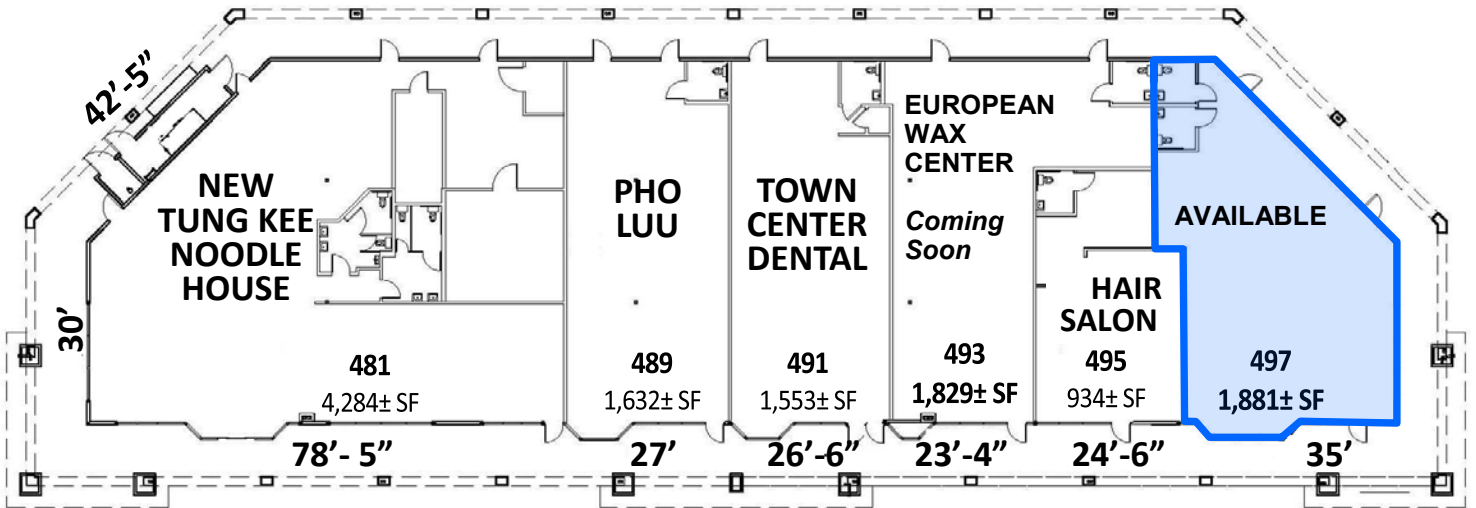 42'-5"
30'
NEW
TUNG KEE
NOODLE
HOUSE
481
4,284± SF
78'- 5"
PHO
LUU
489
1,632± SF
27'
TOWN
CENTER
DENTAL
491
1,553± SF
26'-6"
EUROPEAN
WAX
CENTER
Coming
Soon
493
1,829± SF
23'-4"
HAIR
SALON
495
934± SF
24'-6"
AVAILABLE
497
1,881± SF
35'